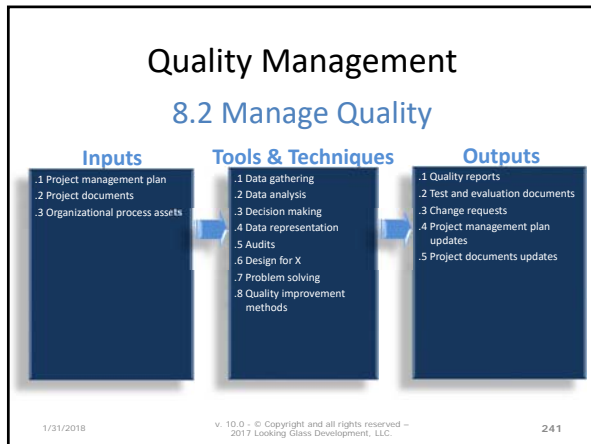 Quality Management
8.2 Manage Quality
Inputs
.1 Project management plan
.2 Project documents
.3 Organizational process assets
Tools & Techniques
.1 Data gathering
.2 Data analysis
.3 Decision making
.4 Data representation
.5 Audits
.6 Design for X
.7 Problem solving
.8 Quality improvement
methods
Outputs
.1 Quality reports
.2 Test and evaluation documents
.3 Change requests
.4 Project management plan
updates
.5 Project documents updates
1/31/2018
v. 10.0 - © Copyright and all rights reserved –
2017 Looking Glass Development, LLC.
241